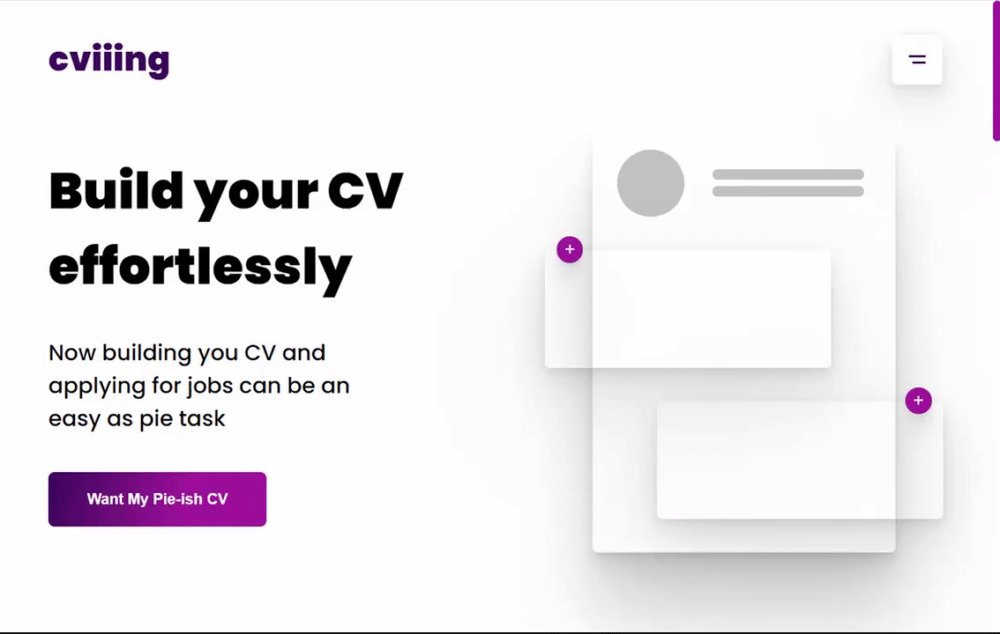 cviiing
Build your CV
effortlessly
Now building you CV and
applying for jobs can be an
easy as pie task
Want My Pie-ish CV
+
+